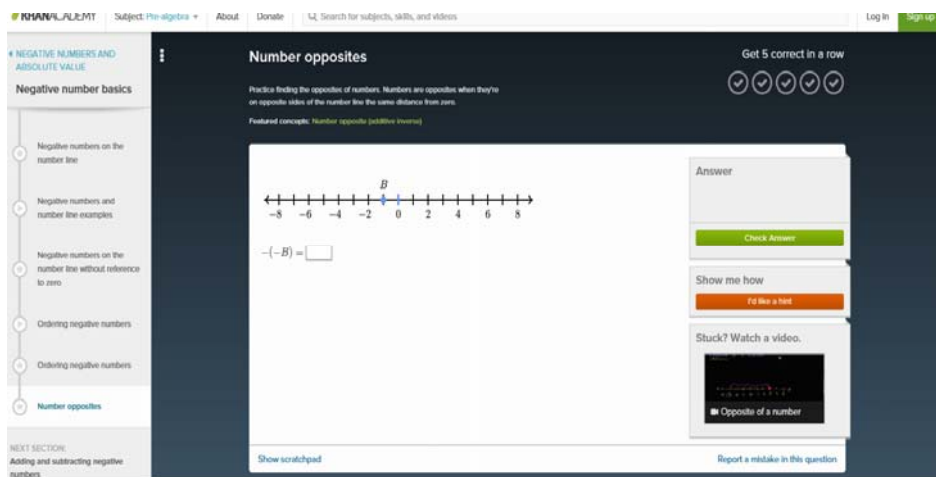 KHANACADEMY
Subject: Pre-algebra
About
Donate
Search for subjects, skills, and videos
Log In
Sign up
NEGATIVE NUMBERS AND
ABSOLUTE VALUE
Negative number basics
Negative numbers on the
number line
Negative numbers and
number line examples
Negative numbers on the
number line without reference
to zero
Ordering negative numbers
Ordering negative numbers
Number opposites
NEXT SECTION:
Adding and subtracting negative
numbers
Number opposites
Practice finding the opposites of numbers. Numbers are opposites when they're
on opposite sides of the number line the same distance from zero.
Featured concepts: Number opposite (additive inverse)
Get 5 correct in a row
B
−8 −6 −4 −2 0 2 4 6 8
−(−B) =
Answer
Check Answer
Show me how
I'd like a hint
Stuck? Watch a video.
Opposite of a number
Show scratchpad
Report a mistake in this question